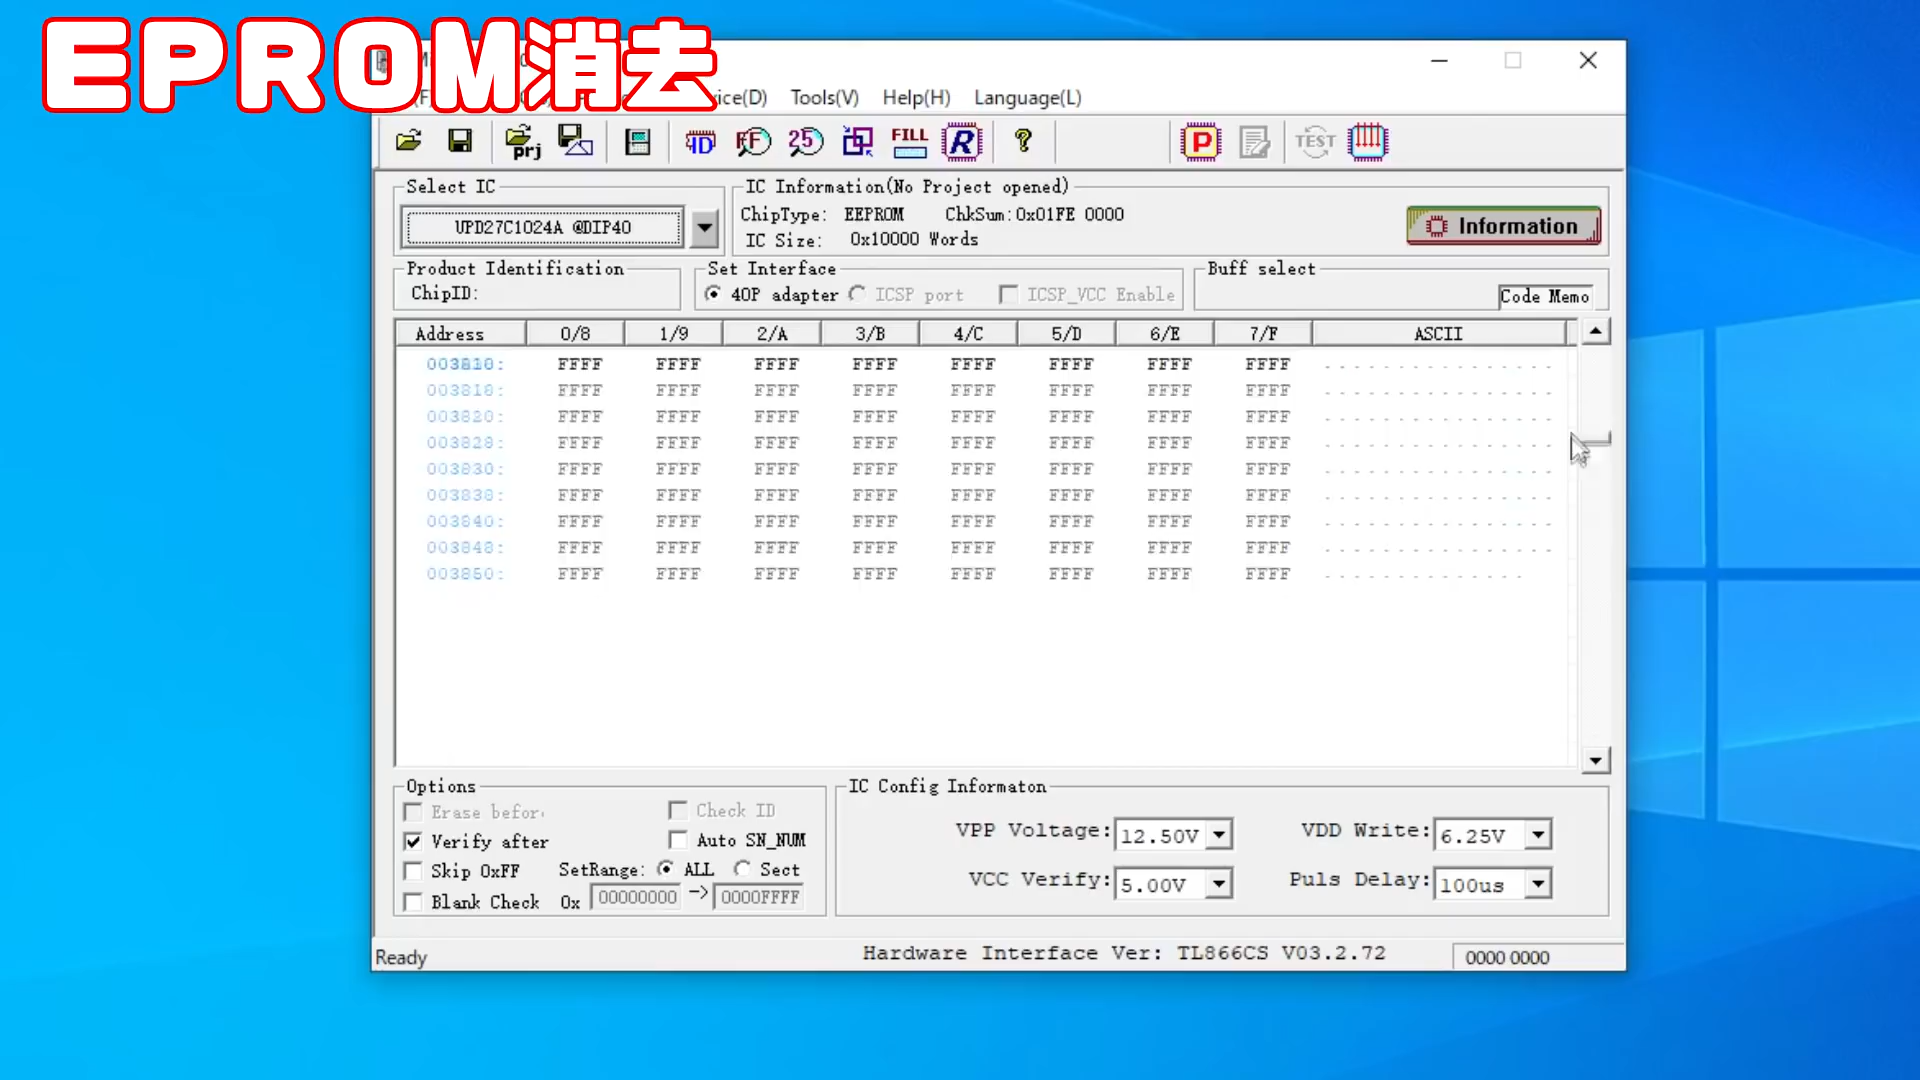 EPROM消去
ice(D) Tools(V) Help(H) Language(L)
prj ID FF 25 FILL R ? P TEST
Select IC
UPD27C1024A @DIP40
IC Information(No Project opened)
ChipType: EEPROM ChkSum:0x01FE 0000
IC Size: 0x10000 Words
Information
Product Identification
ChipID:
Set Interface
40P adapter ICSP port ICSP_VCC Enable
Buff select
Code Memo
Address 0/8 1/9 2/A 3/B 4/C 5/D 6/E 7/F ASCII
003810: FFFF FFFF FFFF FFFF FFFF FFFF FFFF FFFF ................
003818: FFFF FFFF FFFF FFFF FFFF FFFF FFFF FFFF ................
003820: FFFF FFFF FFFF FFFF FFFF FFFF FFFF FFFF ................
003828: FFFF FFFF FFFF FFFF FFFF FFFF FFFF FFFF ................
003830: FFFF FFFF FFFF FFFF FFFF FFFF FFFF FFFF ................
003838: FFFF FFFF FFFF FFFF FFFF FFFF FFFF FFFF ................
003840: FFFF FFFF FFFF FFFF FFFF FFFF FFFF FFFF ................
003848: FFFF FFFF FFFF FFFF FFFF FFFF FFFF FFFF ................
003850: FFFF FFFF FFFF FFFF FFFF FFFF FFFF FFFF ..............
Options
Erase befor Check ID
Verify after Auto SN_NUM
Skip 0xFF SetRange: ALL Sect
Blank Check 0x 00000000 -> 0000FFFF
IC Config Informaton
VPP Voltage: 12.50V VDD Write: 6.25V
VCC Verify: 5.00V Puls Delay: 100us
Ready
Hardware Interface Ver: TL866CS V03.2.72
0000 0000